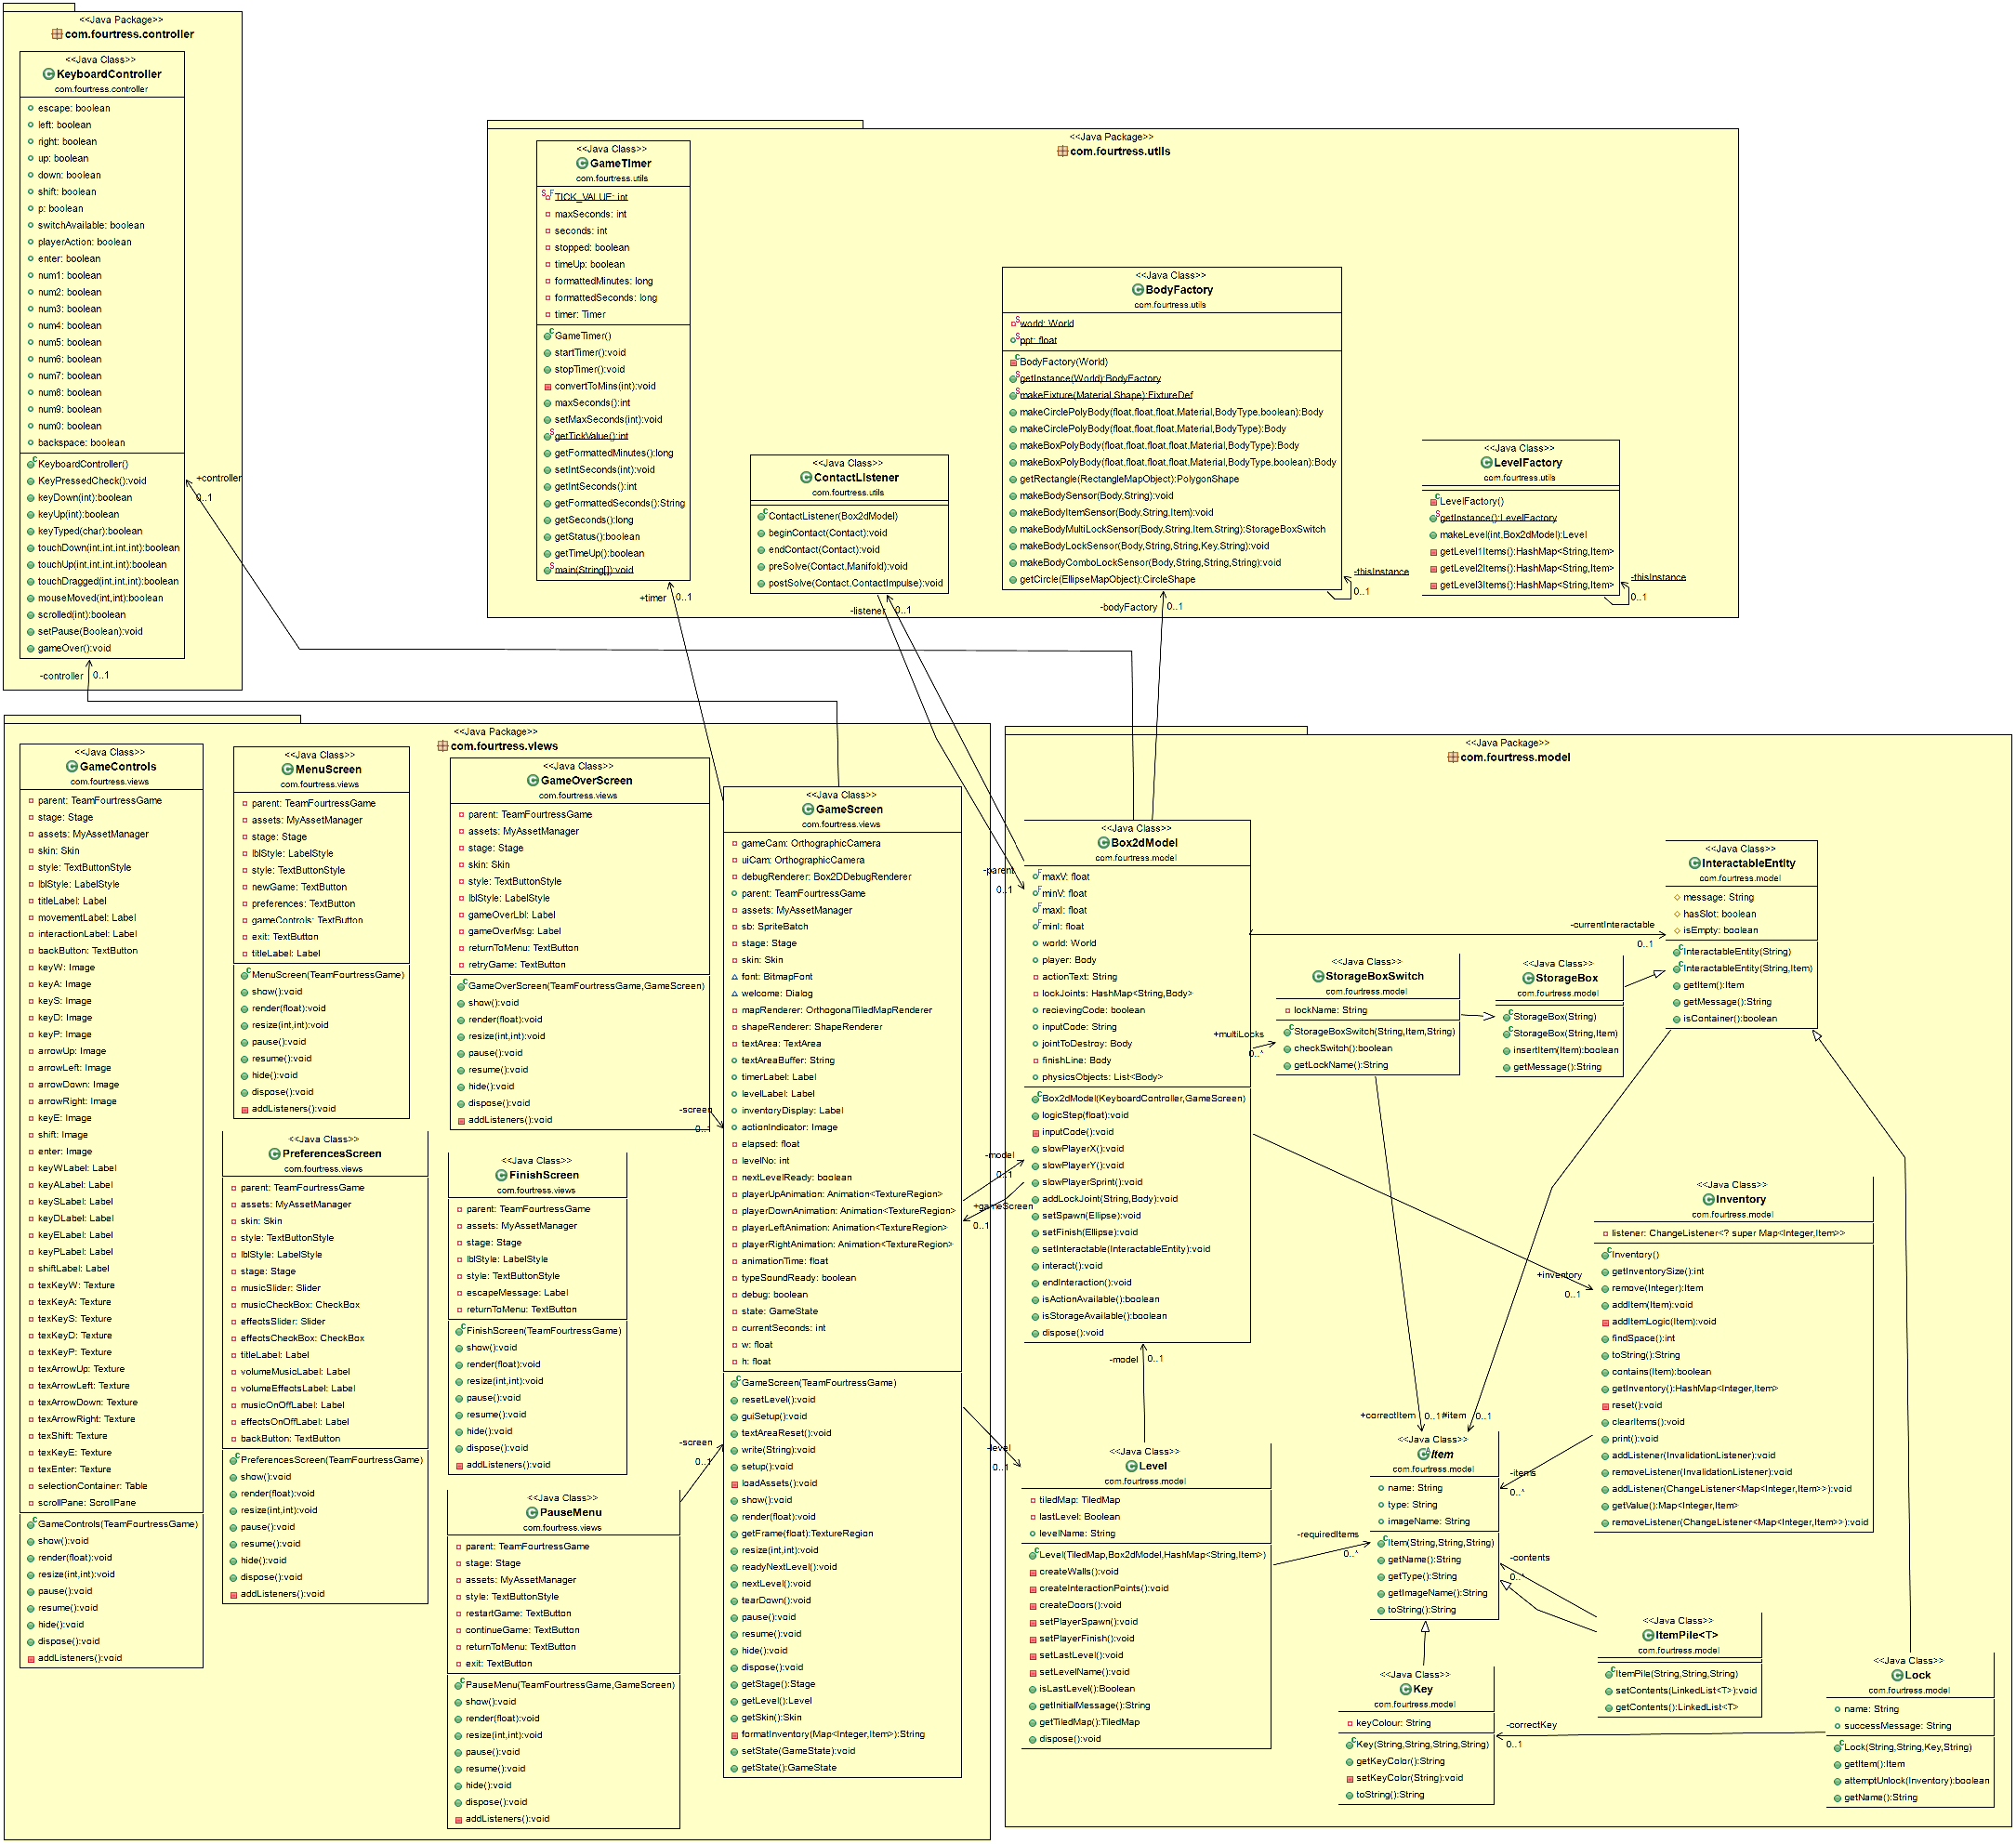 <<Java Package>>
com.fourtress.controller
<<Java Class>>
KeyboardController
com.fourtress.controller
escape: boolean
left: boolean
right: boolean
up: boolean
down: boolean
shift: boolean
p: boolean
switchAvailable: boolean
playerAction: boolean
enter: boolean
num1: boolean
num2: boolean
num3: boolean
num4: boolean
num5: boolean
num6: boolean
num7: boolean
num8: boolean
num9: boolean
num0: boolean
backspace: boolean
KeyboardController()
KeyPressedCheck():void
keyDown(int):boolean
keyUp(int):boolean
keyTyped(char):boolean
touchDown(int,int,int,int):boolean
touchUp(int,int,int,int):boolean
touchDragged(int,int,int):boolean
mouseMoved(int,int):boolean
scrolled(int):boolean
setPause(Boolean):void
gameOver():void
+controller
0..1
-controller
0..1
<<Java Package>>
com.fourtress.utils
<<Java Class>>
GameTimer
com.fourtress.utils
TICK_VALUE: int
maxSeconds: int
seconds: int
stopped: boolean
timeUp: boolean
formattedMinutes: long
formattedSeconds: long
timer: Timer
GameTimer()
startTimer():void
stopTimer():void
convertToMins(int):void
maxSeconds():int
setMaxSeconds(int):void
getTickValue():int
getFormattedMinutes():long
setIntSeconds(int):void
getIntSeconds():int
getFormattedSeconds():String
getSeconds():long
getStatus():boolean
getTimeUp():boolean
main(String[]):void
+timer
0..1
<<Java Class>>
ContactListener
com.fourtress.utils
ContactListener(Box2dModel)
beginContact(Contact):void
endContact(Contact):void
preSolve(Contact,Manifold):void
postSolve(Contact,ContactImpulse):void
-listener
0..1
<<Java Class>>
BodyFactory
com.fourtress.utils
world: World
ppt: float
BodyFactory(World)
getInstance(World):BodyFactory
makeFixture(Material,Shape):FixtureDef
makeCirclePolyBody(float,float,float,Material,BodyType,boolean):Body
makeCirclePolyBody(float,float,float,Material,BodyType):Body
makeBoxPolyBody(float,float,float,float,Material,BodyType):Body
makeBoxPolyBody(float,float,float,float,Material,BodyType,boolean):Body
getRectangle(RectangleMapObject):PolygonShape
makeBodySensor(Body,String):void
makeBodyItemSensor(Body,String,Item):void
makeBodyMultiLockSensor(Body,String,Item,String):StorageBoxSwitch
makeBodyLockSensor(Body,String,String,Key,String):void
makeBodyComboLockSensor(Body,String,String,String):void
getCircle(EllipseMapObject):CircleShape
-thisInstance
0..1
-bodyFactory
0..1
<<Java Class>>
LevelFactory
com.fourtress.utils
LevelFactory()
getInstance():LevelFactory
makeLevel(int,Box2dModel):Level
getLevel1Items():HashMap<String,Item>
getLevel2Items():HashMap<String,Item>
getLevel3Items():HashMap<String,Item>
-thisInstance
0..1
<<Java Package>>
com.fourtress.views
<<Java Class>>
GameControls
com.fourtress.views
parent: TeamFourtressGame
stage: Stage
assets: MyAssetManager
skin: Skin
style: TextButtonStyle
lblStyle: LabelStyle
titleLabel: Label
movementLabel: Label
interactionLabel: Label
backButton: TextButton
keyW: Image
keyA: Image
keyS: Image
keyD: Image
keyP: Image
arrowUp: Image
arrowLeft: Image
arrowDown: Image
arrowRight: Image
keyE: Image
shift: Image
enter: Image
keyWLabel: Label
keyALabel: Label
keySLabel: Label
keyDLabel: Label
keyELabel: Label
keyPLabel: Label
shiftLabel: Label
texKeyW: Texture
texKeyA: Texture
texKeyS: Texture
texKeyD: Texture
texKeyP: Texture
texArrowUp: Texture
texArrowLeft: Texture
texArrowDown: Texture
texArrowRight: Texture
texShift: Texture
texKeyE: Texture
texEnter: Texture
selectionContainer: Table
scrollPane: ScrollPane
GameControls(TeamFourtressGame)
show():void
render(float):void
resize(int,int):void
pause():void
resume():void
hide():void
dispose():void
addListeners():void
<<Java Class>>
MenuScreen
com.fourtress.views
parent: TeamFourtressGame
assets: MyAssetManager
stage: Stage
lblStyle: LabelStyle
style: TextButtonStyle
newGame: TextButton
preferences: TextButton
gameControls: TextButton
exit: TextButton
titleLabel: Label
MenuScreen(TeamFourtressGame)
show():void
render(float):void
resize(int,int):void
pause():void
resume():void
hide():void
dispose():void
addListeners():void
<<Java Class>>
PreferencesScreen
com.fourtress.views
parent: TeamFourtressGame
assets: MyAssetManager
skin: Skin
style: TextButtonStyle
lblStyle: LabelStyle
stage: Stage
musicSlider: Slider
musicCheckBox: CheckBox
effectsSlider: Slider
effectsCheckBox: CheckBox
titleLabel: Label
volumeMusicLabel: Label
volumeEffectsLabel: Label
musicOnOffLabel: Label
effectsOnOffLabel: Label
backButton: TextButton
PreferencesScreen(TeamFourtressGame)
show():void
render(float):void
resize(int,int):void
pause():void
resume():void
hide():void
dispose():void
addListeners():void
<<Java Class>>
GameOverScreen
com.fourtress.views
parent: TeamFourtressGame
assets: MyAssetManager
stage: Stage
skin: Skin
style: TextButtonStyle
lblStyle: LabelStyle
gameOverLbl: Label
gameOverMsg: Label
returnToMenu: TextButton
retryGame: TextButton
GameOverScreen(TeamFourtressGame,GameScreen)
show():void
render(float):void
resize(int,int):void
pause():void
resume():void
hide():void
dispose():void
addListeners():void
-screen
0..1
<<Java Class>>
FinishScreen
com.fourtress.views
parent: TeamFourtressGame
assets: MyAssetManager
stage: Stage
lblStyle: LabelStyle
style: TextButtonStyle
escapeMessage: Label
returnToMenu: TextButton
FinishScreen(TeamFourtressGame)
show():void
render(float):void
resize(int,int):void
pause():void
resume():void
hide():void
dispose():void
addListeners():void
-screen
0..1
<<Java Class>>
PauseMenu
com.fourtress.views
parent: TeamFourtressGame
stage: Stage
assets: MyAssetManager
style: TextButtonStyle
restartGame: TextButton
continueGame: TextButton
returnToMenu: TextButton
exit: TextButton
PauseMenu(TeamFourtressGame,GameScreen)
show():void
render(float):void
resize(int,int):void
pause():void
resume():void
hide():void
dispose():void
addListeners():void
<<Java Class>>
GameScreen
com.fourtress.views
gameCam: OrthographicCamera
uiCam: OrthographicCamera
debugRenderer: Box2DDebugRenderer
parent: TeamFourtressGame
assets: MyAssetManager
sb: SpriteBatch
stage: Stage
skin: Skin
font: BitmapFont
welcome: Dialog
mapRenderer: OrthogonalTiledMapRenderer
shapeRenderer: ShapeRenderer
textArea: TextArea
textAreaBuffer: String
timerLabel: Label
levelLabel: Label
inventoryDisplay: Label
actionIndicator: Image
elapsed: float
levelNo: int
nextLevelReady: boolean
playerUpAnimation: Animation<TextureRegion>
playerDownAnimation: Animation<TextureRegion>
playerLeftAnimation: Animation<TextureRegion>
playerRightAnimation: Animation<TextureRegion>
animationTime: float
typeSoundReady: boolean
debug: boolean
state: GameState
currentSeconds: int
w: float
h: float
GameScreen(TeamFourtressGame)
resetLevel():void
guiSetup():void
textAreaReset():void
write(String):void
setup():void
loadAssets():void
show():void
render(float):void
getFrame(float):TextureRegion
resize(int,int):void
readyNextLevel():void
nextLevel():void
tearDown():void
pause():void
resume():void
hide():void
dispose():void
getStage():Stage
getLevel():Level
getSkin():Skin
formatInventory(Map<Integer,Item>):String
setState(GameState):void
getState():GameState
-model
0..1
+gameScreen
0..1
-level
0..1
<<Java Package>>
com.fourtress.model
-parent
0..1
<<Java Class>>
Box2dModel
com.fourtress.model
maxV: float
minV: float
maxI: float
minI: float
world: World
player: Body
actionText: String
lockJoints: HashMap<String,Body>
recievingCode: boolean
inputCode: String
jointToDestroy: Body
finishLine: Body
physicsObjects: List<Body>
Box2dModel(KeyboardController,GameScreen)
logicStep(float):void
inputCode():void
slowPlayerX():void
slowPlayerY():void
slowPlayerSprint():void
addLockJoint(String,Body):void
setSpawn(Ellipse):void
setFinish(Ellipse):void
setInteractable(InteractableEntity):void
interact():void
endInteraction():void
isActionAvailable():boolean
isStorageAvailable():boolean
dispose():void
-model
0..1
-currentInteractable
0..1
+multiLocks
0..*
+inventory
0..1
<<Java Class>>
StorageBoxSwitch
com.fourtress.model
lockName: String
StorageBoxSwitch(String,Item,String)
checkSwitch():boolean
getLockName():String
<<Java Class>>
StorageBox
com.fourtress.model
StorageBox(String)
StorageBox(String,Item)
insertItem(Item):boolean
getMessage():String
<<Java Class>>
InteractableEntity
com.fourtress.model
message: String
hasSlot: boolean
isEmpty: boolean
InteractableEntity(String)
InteractableEntity(String,Item)
getItem():Item
getMessage():String
isContainer():boolean
<<Java Class>>
Inventory
com.fourtress.model
listener: ChangeListener<? super Map<Integer,Item>>
Inventory()
getInventorySize():int
remove(Integer):Item
addItem(Item):void
addItemLogic(Item):void
findSpace():int
toString():String
contains(Item):boolean
getInventory():HashMap<Integer,Item>
reset():void
clearItems():void
print():void
addListener(InvalidationListener):void
removeListener(InvalidationListener):void
addListener(ChangeListener<Map<Integer,Item>>):void
getValue():Map<Integer,Item>
removeListener(ChangeListener<Map<Integer,Item>>):void
+correctItem
0..1
#item
0..1
-items
0..*
<<Java Class>>
Level
com.fourtress.model
tiledMap: TiledMap
lastLevel: Boolean
levelName: String
Level(TiledMap,Box2dModel,HashMap<String,Item>)
createWalls():void
createInteractionPoints():void
createDoors():void
setPlayerSpawn():void
setPlayerFinish():void
setLastLevel():void
setLevelName():void
isLastLevel():Boolean
getInitialMessage():String
getTiledMap():TiledMap
dispose():void
-requiredItems
0..*
<<Java Class>>
Item
com.fourtress.model
name: String
type: String
imageName: String
Item(String,String,String)
getName():String
getType():String
getImageName():String
toString():String
-contents
0..*
<<Java Class>>
ItemPile<T>
com.fourtress.model
ItemPile(String,String,String)
setContents(LinkedList<T>):void
getContents():LinkedList<T>
<<Java Class>>
Key
com.fourtress.model
keyColour: String
Key(String,String,String,String)
getKeyColor():String
setKeyColor(String):void
toString():String
-correctKey
0..1
<<Java Class>>
Lock
com.fourtress.model
name: String
successMessage: String
Lock(String,String,Key,String)
getItem():Item
attemptUnlock(Inventory):boolean
getName():String